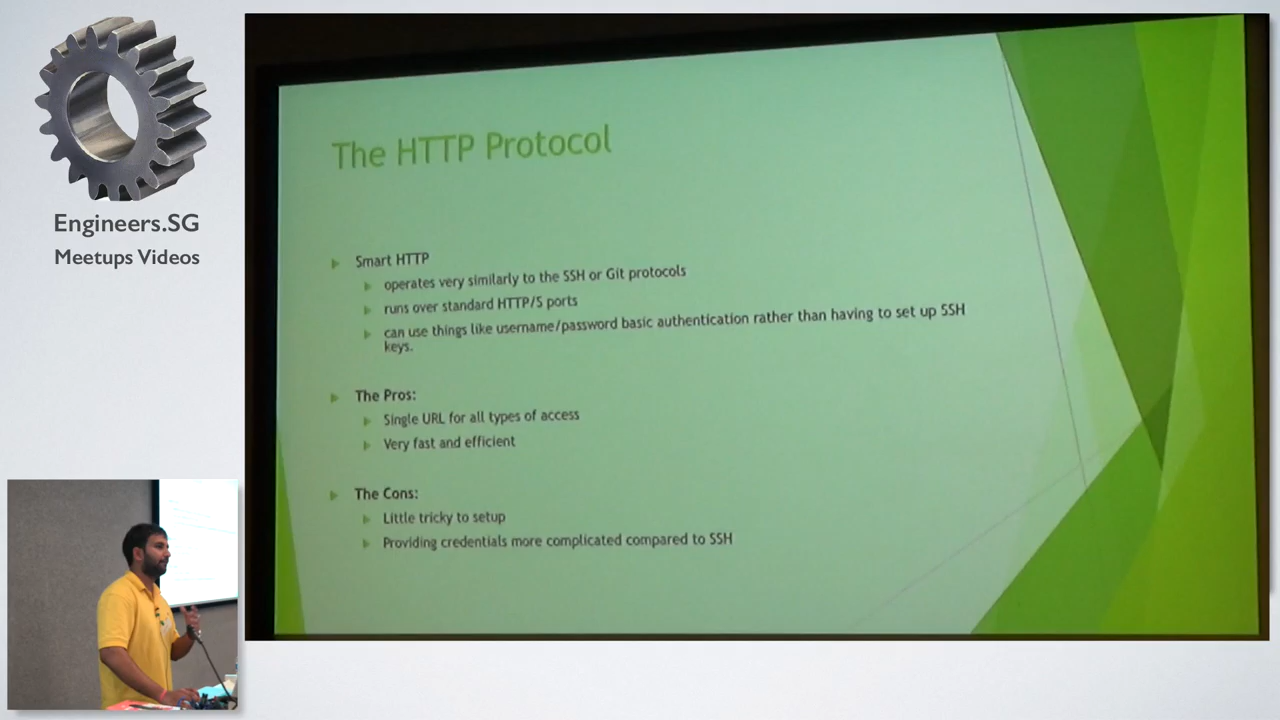 Engineers.SG
Meetups Videos
The HTTP Protocol
Smart HTTP
operates very similarly to the SSH or Git protocols
runs over standard HTTP/S ports
can use things like username/password basic authentication rather than having to set up SSH
keys.
The Pros:
Single URL for all types of access
Very fast and efficient
The Cons:
Little tricky to setup
Providing credentials more complicated compared to SSH